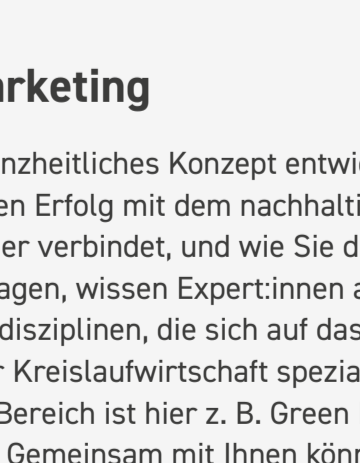 arketing
nzheitliches Konzept entwi
en Erfolg mit dem nachhalti
er verbindet, und wie Sie d
agen, wissen Expert:innen a
disziplinen, die sich auf das
r Kreislaufwirtschaft spezia
Bereich ist hier z. B. Green
Gemeinsam mit Ihnen könn